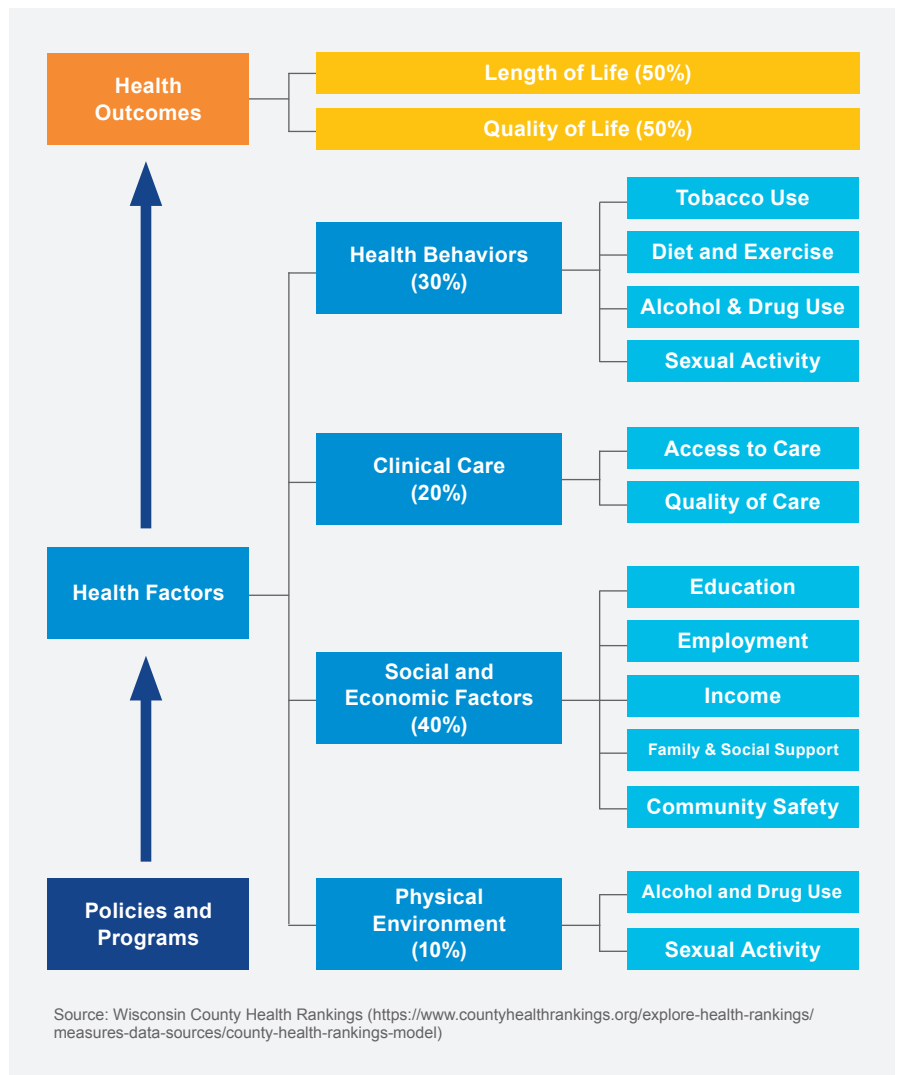 Health
Outcomes
Length of Life (50%)
Quality of Life (50%)
Health Behaviors
(30%)
Tobacco Use
Diet and Exercise
Alcohol & Drug Use
Sexual Activity
Clinical Care
(20%)
Access to Care
Quality of Care
Health Factors
Social and
Economic Factors
(40%)
Education
Employment
Income
Family & Social Support
Community Safety
Policies and
Programs
Physical
Environment
(10%)
Alcohol and Drug Use
Sexual Activity
Source: Wisconsin County Health Rankings (https://www.countyhealthrankings.org/explore-health-rankings/
measures-data-sources/county-health-rankings-model)